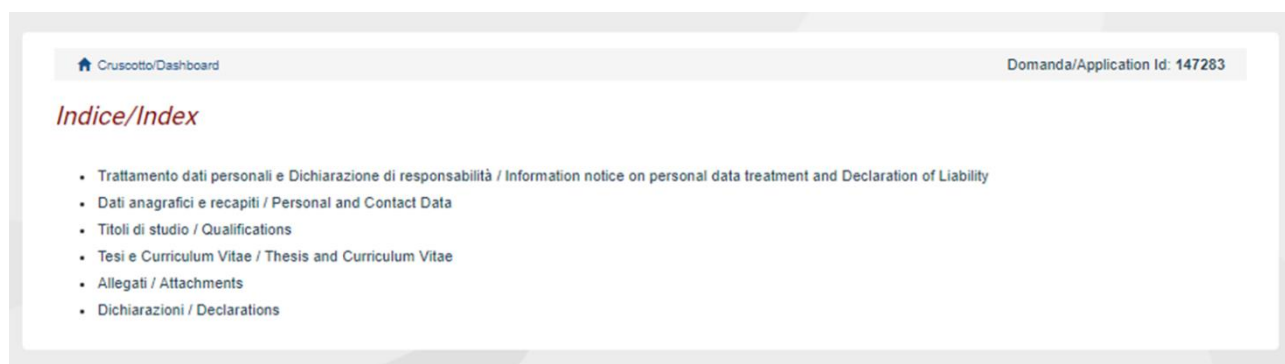 Cruscotto/Dashboard Domanda/Application Id: 147283
Indice/Index
Trattamento dati personali e Dichiarazione di responsabilità / Information notice on personal data treatment and Declaration of Liability
Dati anagrafici e recapiti / Personal and Contact Data
Titoli di studio / Qualifications
Tesi e Curriculum Vitae / Thesis and Curriculum Vitae
Allegati / Attachments
Dichiarazioni / Declarations